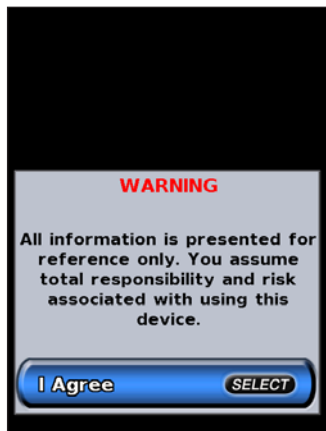 WARNING
All information is presented for
reference only. You assume
total responsibility and risk
associated with using this
device.
I Agree SELECT